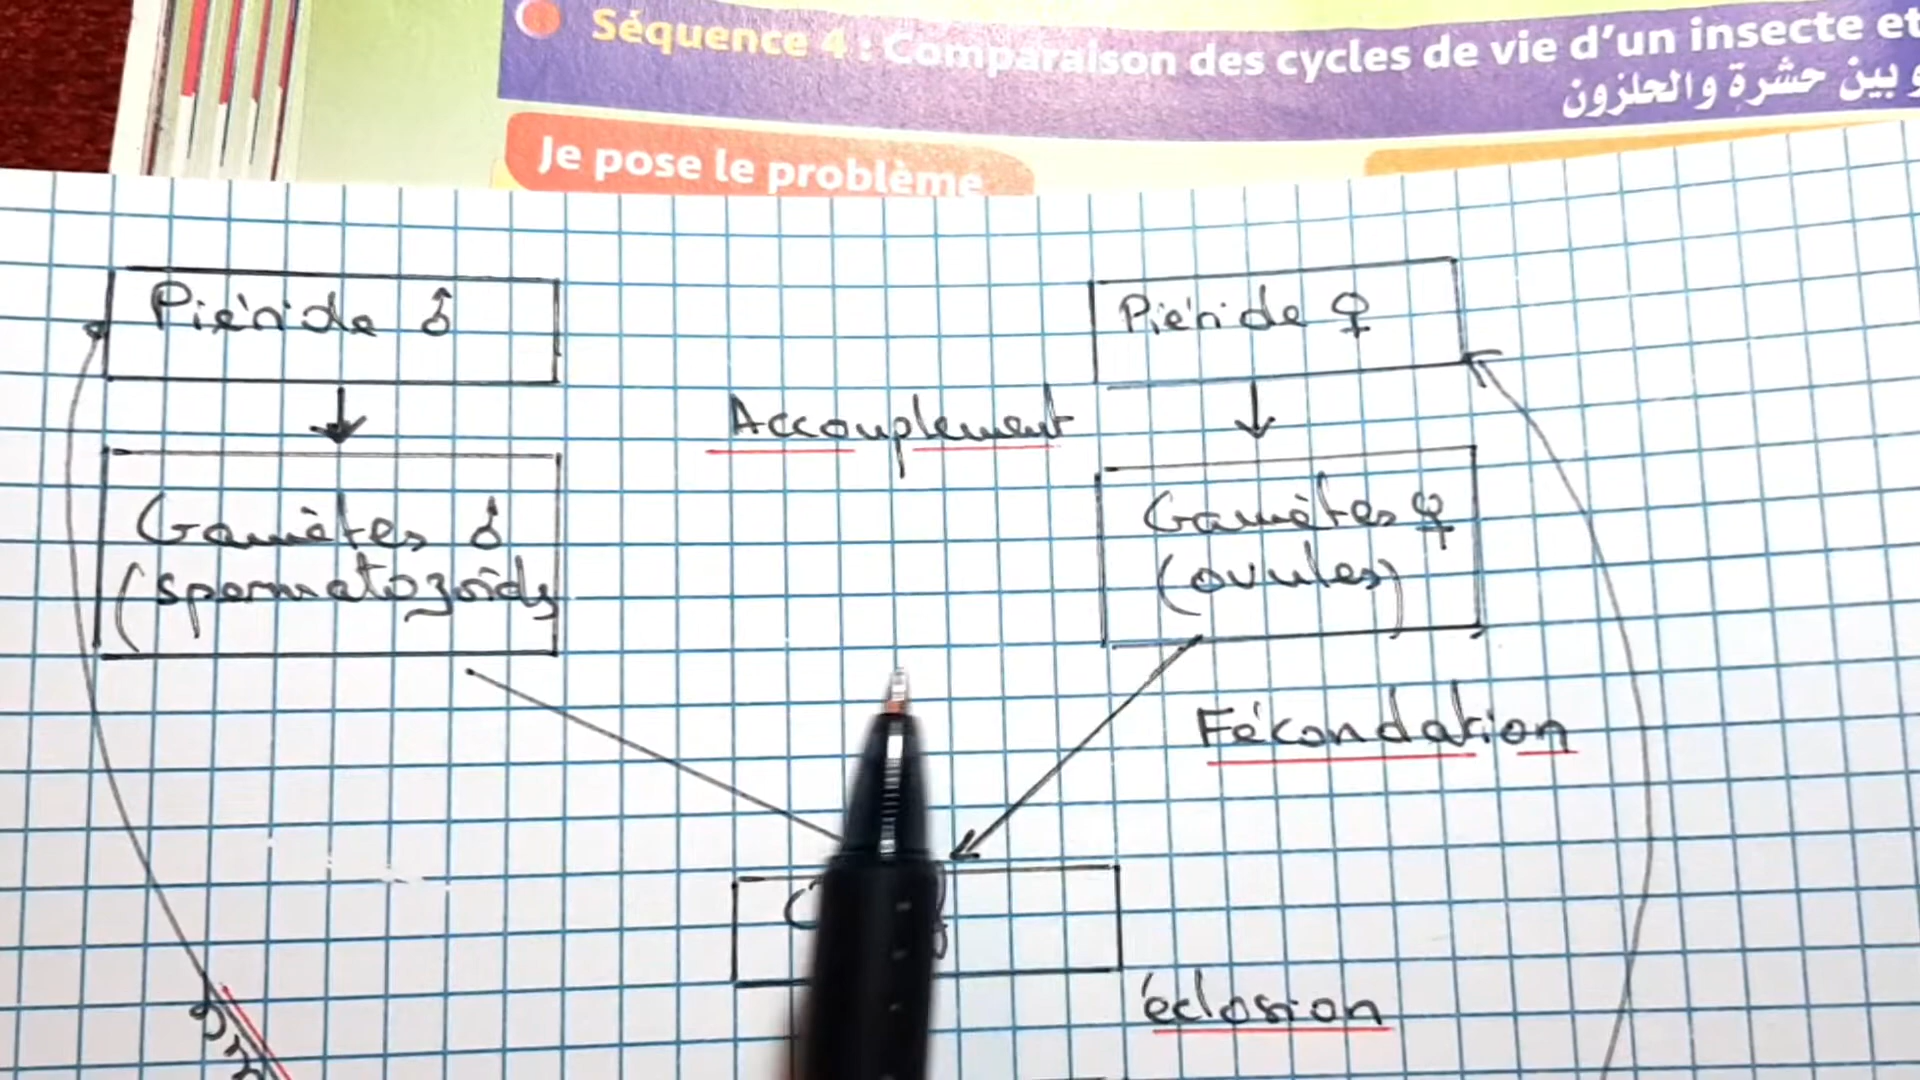 Séquence 4 : Comparaison des cycles de vie d'un insecte et
و بين حشرة والحلزون
Je pose le problème
Piéride ♂
Piéride ♀
Accouplement
Gamètes ♂
(spermatozoïds
Gamètes ♀
(ovules)
Fécondation
éclosion